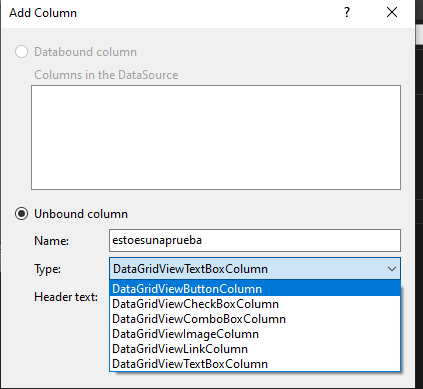 Add Column
?
Databound column
Columns in the DataSource
Unbound column
Name: estoesunaprueba
Type: DataGridViewTextBoxColumn
DataGridViewButtonColumn
Header text: DataGridViewCheckBoxColumn
DataGridViewComboBoxColumn
DataGridViewImageColumn
DataGridViewLinkColumn
DataGridViewTextBoxColumn